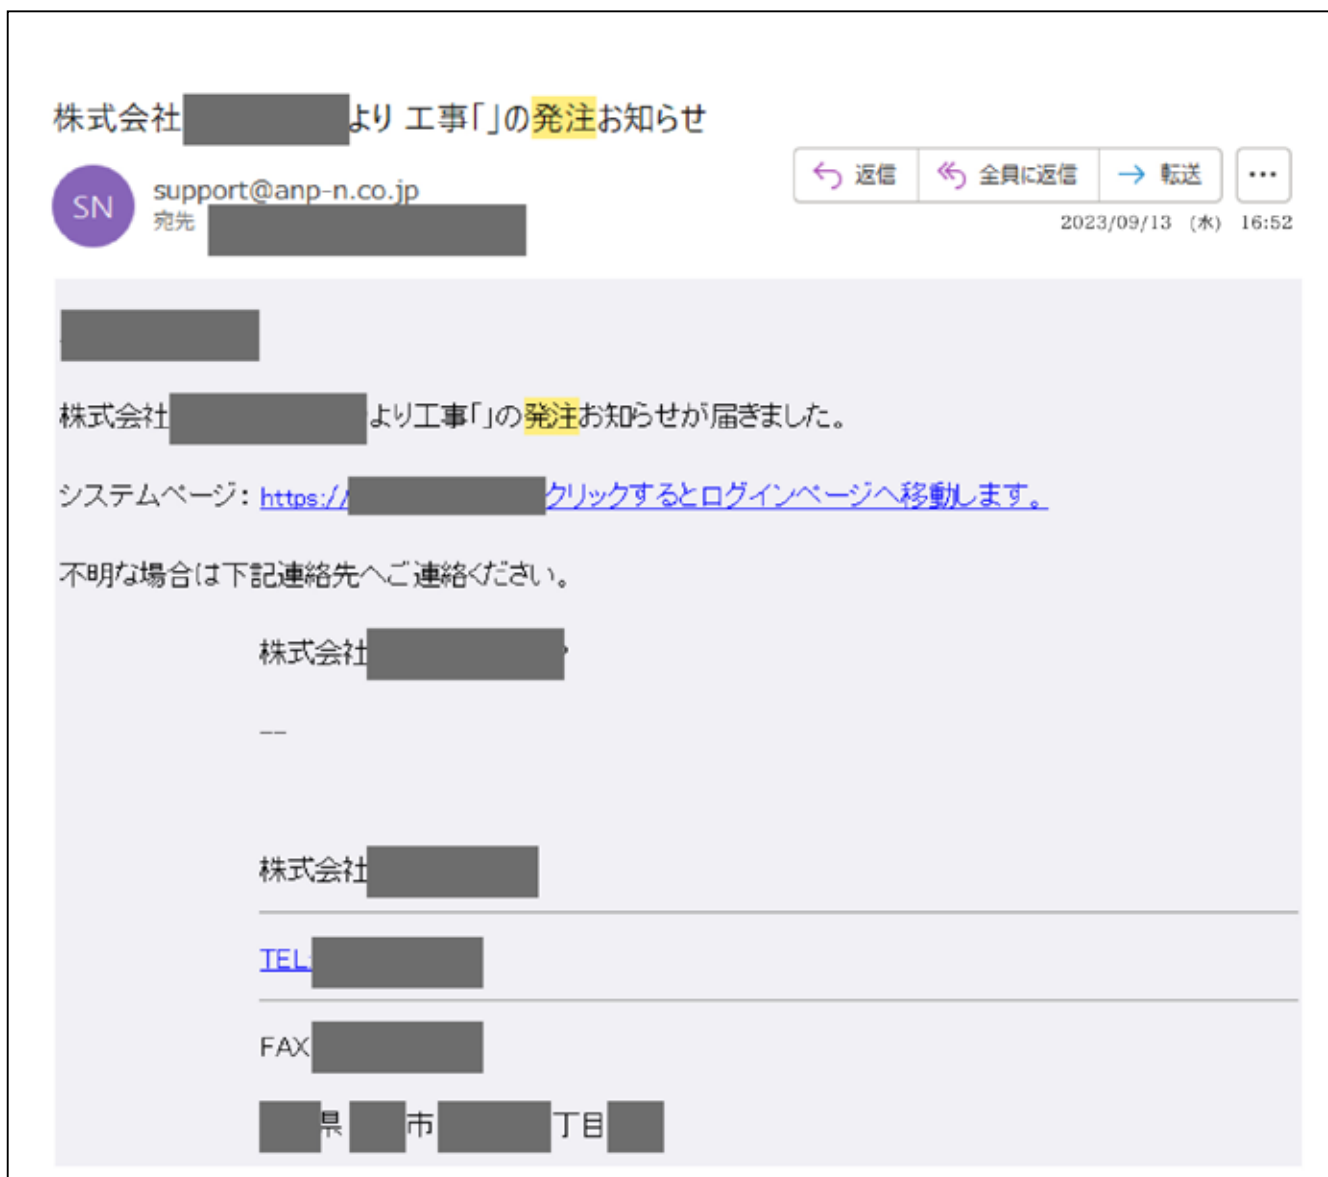 株式会社 より 工事「」の発注お知らせ
返信 全員に返信 転送 ...
SN support@anp-n.co.jp
宛先
2023/09/13 (水) 16:52
株式会社 より工事「」の発注お知らせが届きました。
システムページ: https:// クリックするとログインページへ移動します。
不明な場合は下記連絡先へご連絡ください。
株式会社
--
株式会社
TEL:
FAX
県 市 丁目